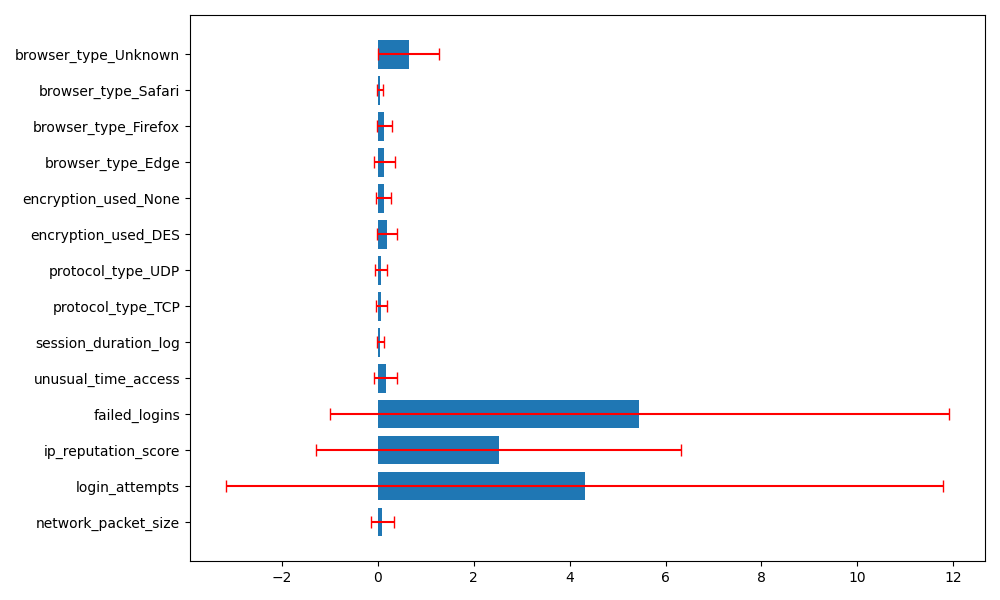 browser_type_Unknown
browser_type_Safari
browser_type_Firefox
browser_type_Edge
encryption_used_None
encryption_used_DES
protocol_type_UDP
protocol_type_TCP
session_duration_log
unusual_time_access
failed_logins
ip_reputation_score
login_attempts
network_packet_size
−2 0 2 4 6 8 10 12